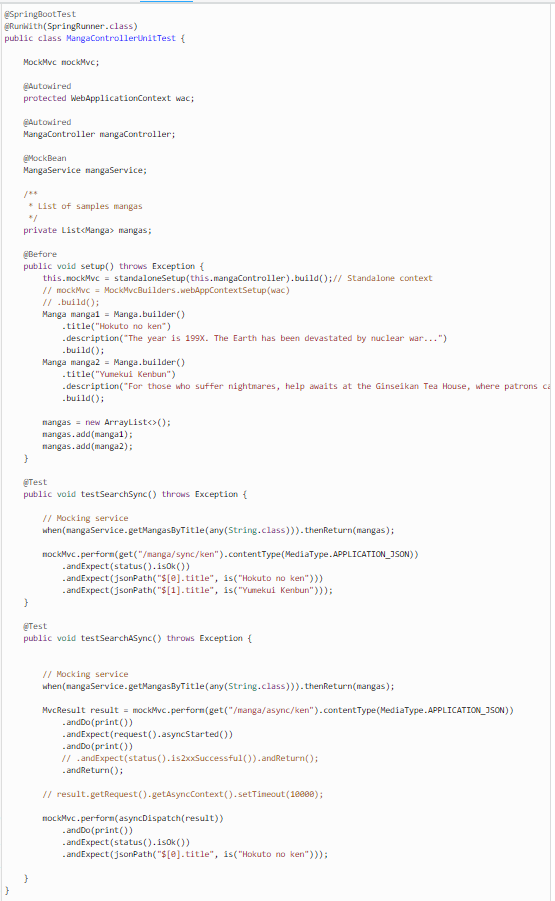 @SpringBootTest
@RunWith(SpringRunner.class)
public class MangaControllerUnitTest {
MockMvc mockMvc;
@Autowired
protected WebApplicationContext wac;
@Autowired
MangaController mangaController;
@MockBean
MangaService mangaService;
/**
* List of samples mangas
*/
private List<Manga> mangas;
@Before
public void setup() throws Exception {
this.mockMvc = standaloneSetup(this.mangaController).build();// Standalone context
// mockMvc = MockMvcBuilders.webAppContextSetup(wac)
// .build();
Manga manga1 = Manga.builder()
.title("Hokuto no ken")
.description("The year is 199X. The Earth has been devastated by nuclear war...")
.build();
Manga manga2 = Manga.builder()
.title("Yumekui Kenbun")
.description("For those who suffer nightmares, help awaits at the Ginseikan Tea House, where patrons ca
.build();
mangas = new ArrayList<>();
mangas.add(manga1);
mangas.add(manga2);
}
@Test
public void testSearchSync() throws Exception {
// Mocking service
when(mangaService.getMangasByTitle(any(String.class))).thenReturn(mangas);
mockMvc.perform(get("/manga/sync/ken").contentType(MediaType.APPLICATION_JSON))
.andExpect(status().isOk())
.andExpect(jsonPath("$[0].title", is("Hokuto no ken")))
.andExpect(jsonPath("$[1].title", is("Yumekui Kenbun")));
}
@Test
public void testSearchASync() throws Exception {
// Mocking service
when(mangaService.getMangasByTitle(any(String.class))).thenReturn(mangas);
MvcResult result = mockMvc.perform(get("/manga/async/ken").contentType(MediaType.APPLICATION_JSON))
.andDo(print())
.andExpect(request().asyncStarted())
.andDo(print())
// .andExpect(status().is2xxSuccessful()).andReturn();
.andReturn();
// result.getRequest().getAsyncContext().setTimeout(10000);
mockMvc.perform(asyncDispatch(result))
.andDo(print())
.andExpect(status().isOk())
.andExpect(jsonPath("$[0].title", is("Hokuto no ken")));
}
}